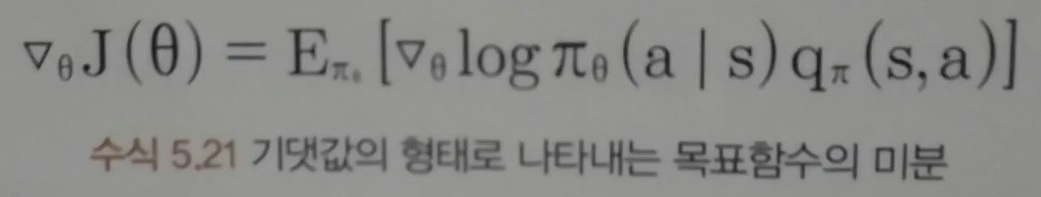 ∇θJ(θ) = Eπθ[∇θ log πθ(a | s) qπ(s, a)]
수식 5.21 기댓값의 형태로 나타내는 목표함수의 미분